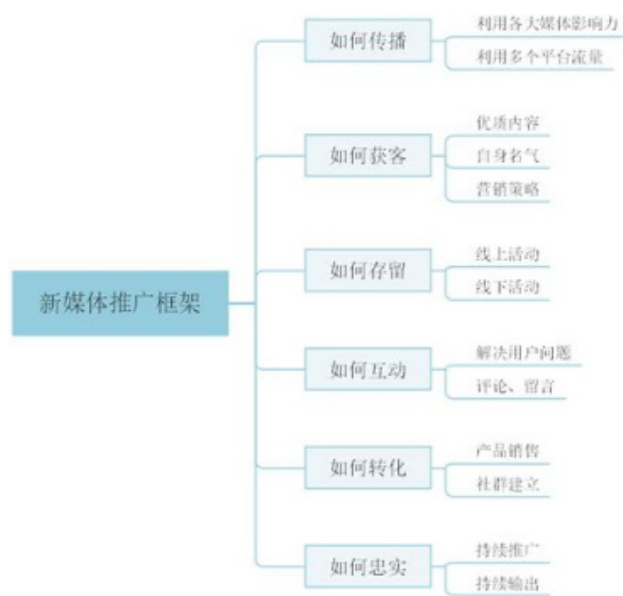 新媒体推广框架
如何传播
利用各大媒体影响力
利用多个平台流量
如何获客
优质内容
自身名气
营销策略
如何存留
线上活动
线下活动
如何互动
解决用户问题
评论、留言
如何转化
产品销售
社群建立
如何忠实
持续推广
持续输出